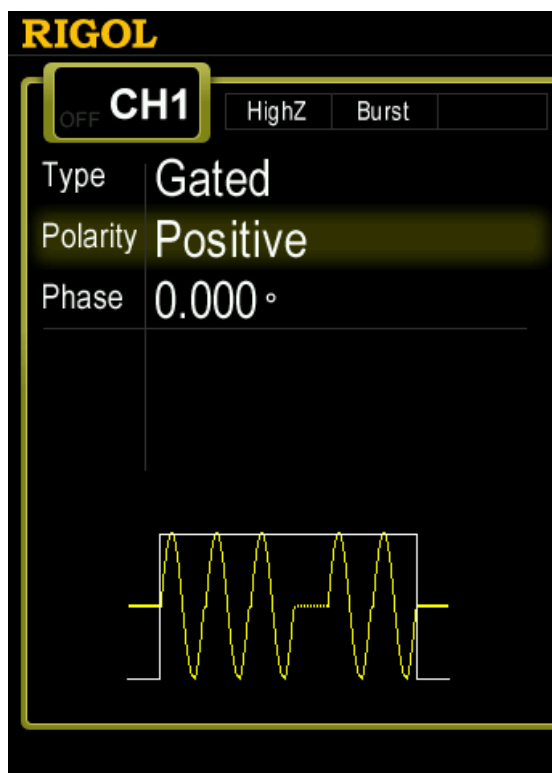 RIGOL
OFF CH1 HighZ Burst
Type Gated
Polarity Positive
Phase 0.000 °